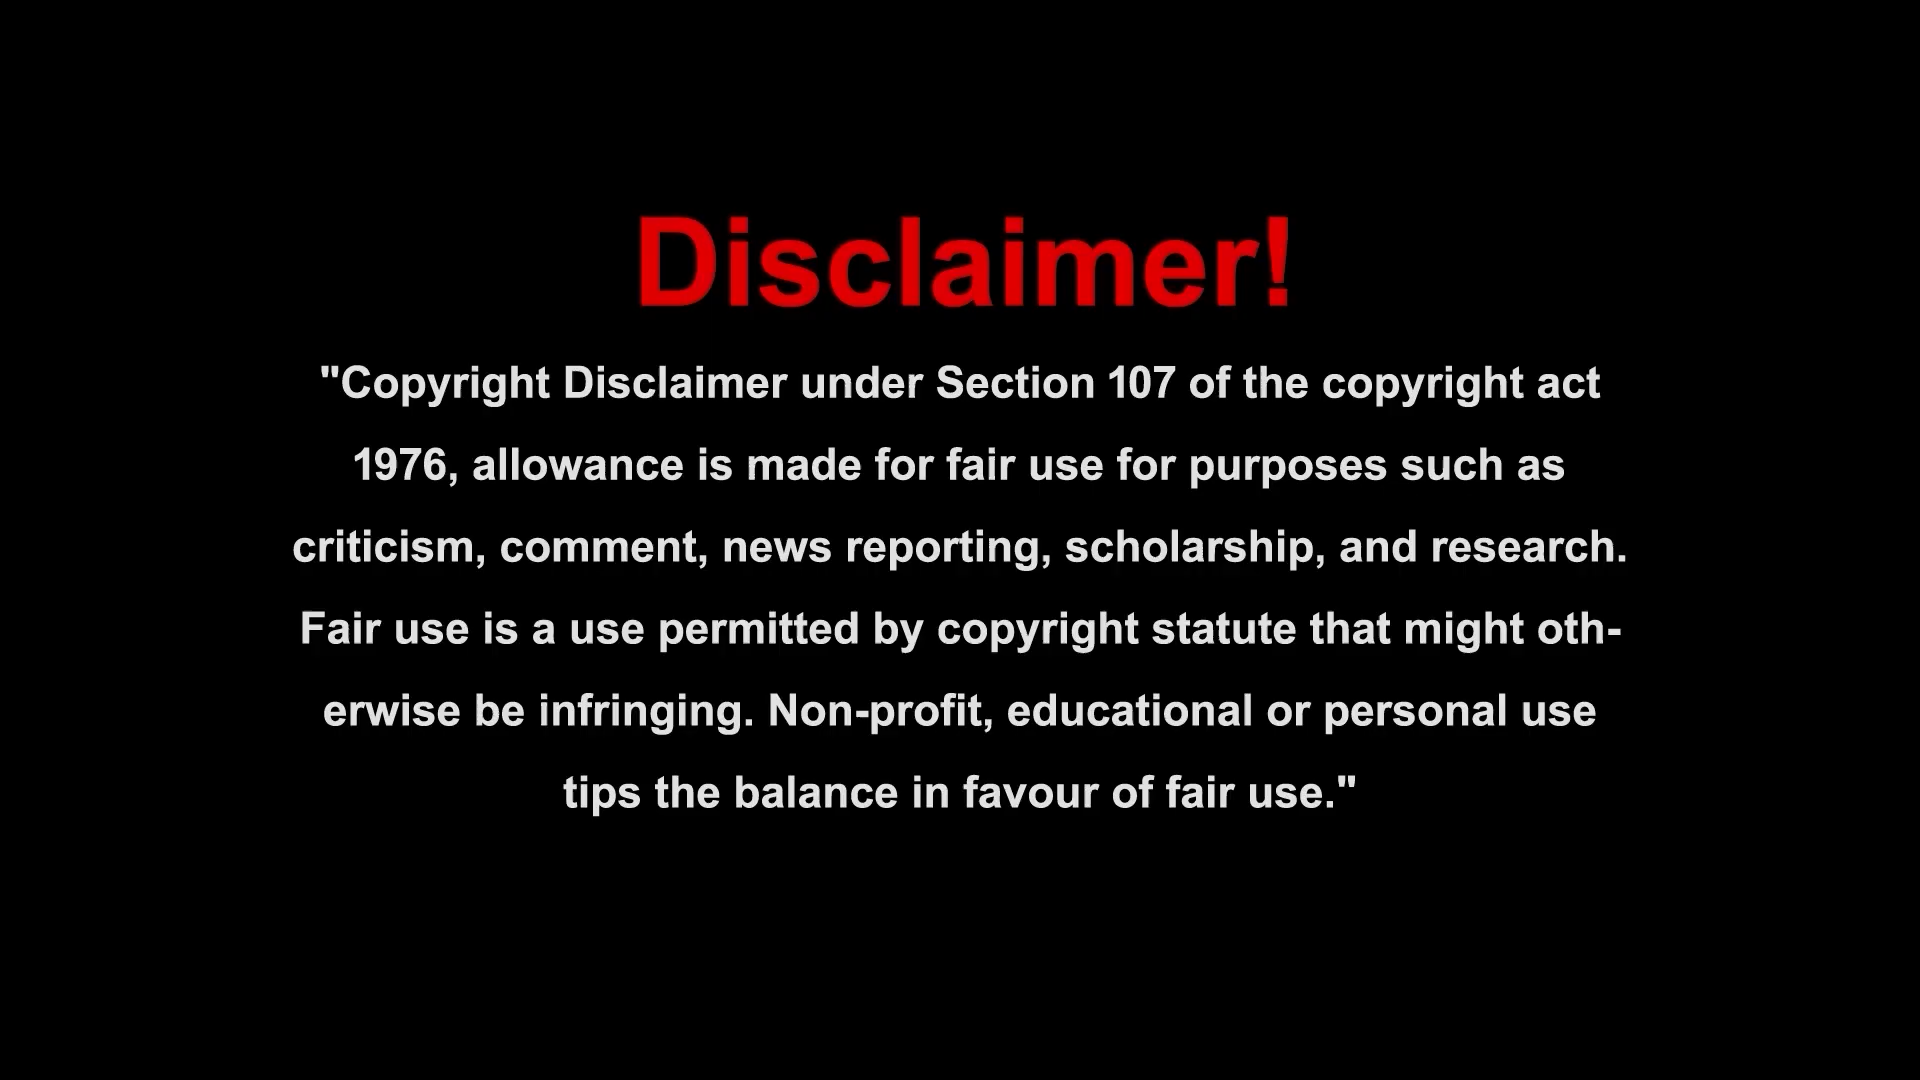 Disclaimer!
"Copyright Disclaimer under Section 107 of the copyright act
1976, allowance is made for fair use for purposes such as
criticism, comment, news reporting, scholarship, and research.
Fair use is a use permitted by copyright statute that might oth-
erwise be infringing. Non-profit, educational or personal use
tips the balance in favour of fair use."